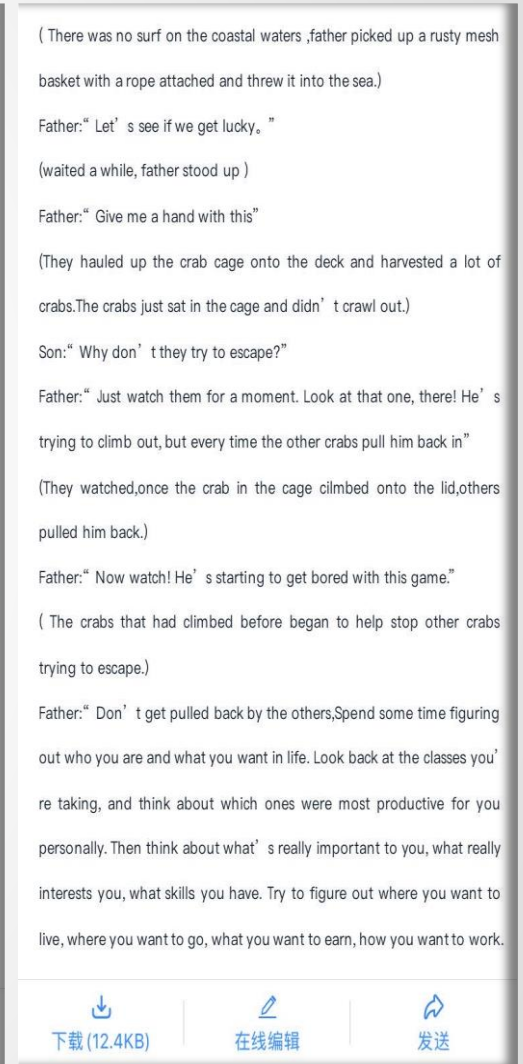 ( There was no surf on the coastal waters ,father picked up a rusty mesh
basket with a rope attached and threw it into the sea.)
Father:“ Let’ s see if we get lucky。”
(waited a while, father stood up )
Father:“ Give me a hand with this”
(They hauled up the crab cage onto the deck and harvested a lot of
crabs.The crabs just sat in the cage and didn’ t crawl out.)
Son:“ Why don’ t they try to escape?”
Father:“ Just watch them for a moment. Look at that one, there! He’ s
trying to climb out, but every time the other crabs pull him back in”
(They watched,once the crab in the cage cilmbed onto the lid,others
pulled him back.)
Father:“ Now watch! He’ s starting to get bored with this game.”
( The crabs that had climbed before began to help stop other crabs
trying to escape.)
Father:“ Don’ t get pulled back by the others,Spend some time figuring
out who you are and what you want in life. Look back at the classes you’
re taking, and think about which ones were most productive for you
personally. Then think about what’ s really important to you, what really
interests you, what skills you have. Try to figure out where you want to
live, where you want to go, what you want to earn, how you want to work.
下载 (12.4KB) 在线编辑 发送